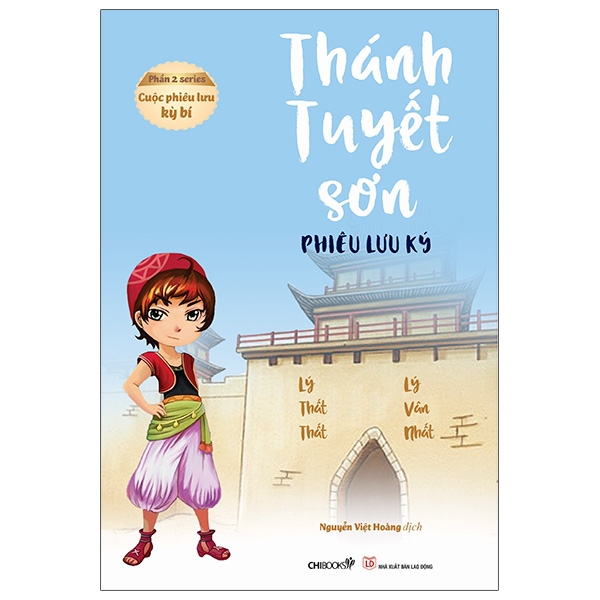 Phần 2 series
Cuộc phiêu lưu
kỳ bí
Thánh
Tuyết
sơn
PHIÊU LƯU KÝ
Lý
Thất
Thất
Lý
Vân
Nhất
Nguyễn Việt Hoàng dịch
CHIBOOKS
LD NHÀ XUẤT BẢN LAO ĐỘNG